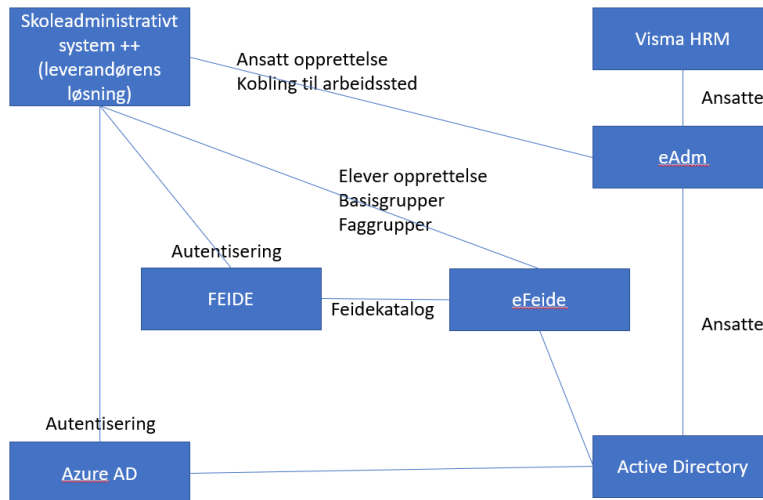 Skoleadministrativt
system ++
(leverandørens
løsning)
Visma HRM
Ansatt opprettelse
Kobling til arbeidssted
Ansatte
eAdm
Elever opprettelse
Basisgrupper
Faggrupper
Autentisering
FEIDE
Feidekatalog
eFeide
Ansatte
Autentisering
Azure AD
Active Directory